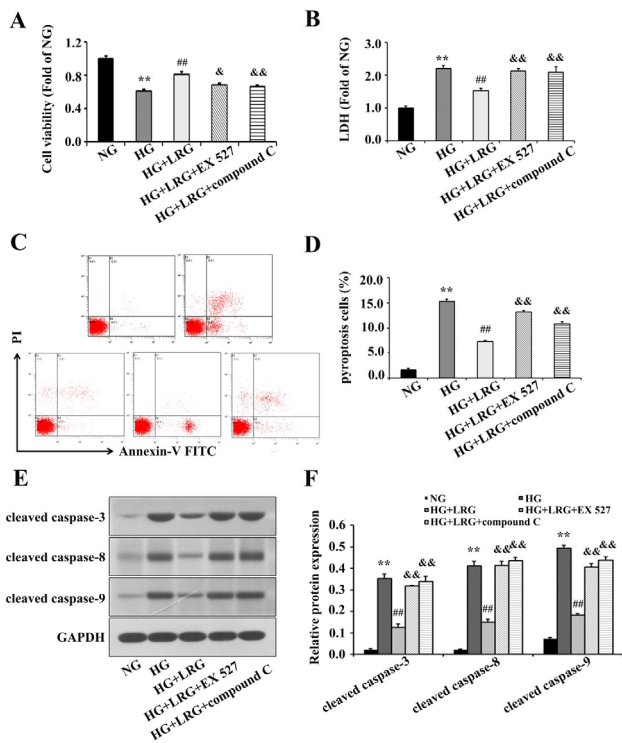 A
Cell viability (Fold of NG)
1.2
0.8
0.4
0.0
**
##
&
&&
NG
HG
HG+LRG
HG+LRG+EX 527
HG+LRG+compound C
B
LDH (Fold of NG)
3.0
2.0
1.0
0.0
**
##
&&
&&
NG
HG
HG+LRG
HG+LRG+EX 527
HG+LRG+compound C
C
PI
Annexin-V FITC
D
pyroptosis cells (%)
20.0
15.0
10.0
5.0
0.0
**
##
&&
&&
NG
HG
HG+LRG
HG+LRG+EX 527
HG+LRG+compound C
E
cleaved caspase-3
cleaved caspase-8
cleaved caspase-9
GAPDH
NG
HG
HG+LRG
HG+LRG+EX 527
HG+LRG+compound C
F
NG
HG
HG+LRG
HG+LRG+EX 527
HG+LRG+compound C
Relative protein expression
0.6
0.5
0.4
0.3
0.2
0.1
0.0
**
##
&&
&&
**
##
&&
&&
**
##
&&
&&
cleaved caspase-3
cleaved caspase-8
cleaved caspase-9